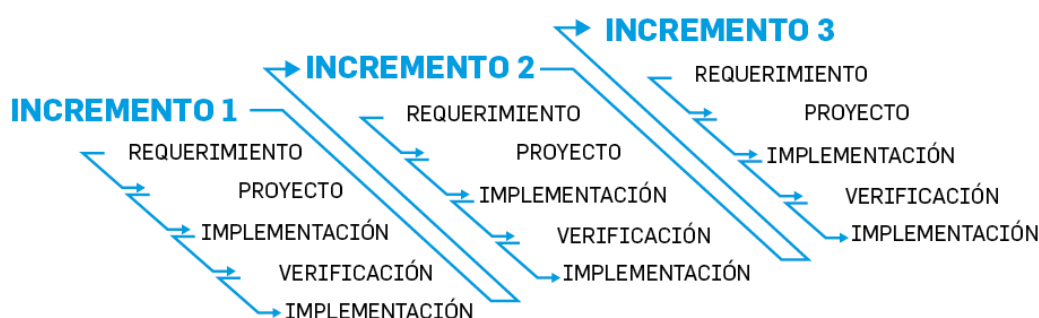 INCREMENTO 1
REQUERIMIENTO
PROYECTO
IMPLEMENTACIÓN
VERIFICACIÓN
IMPLEMENTACIÓN
INCREMENTO 2
REQUERIMIENTO
PROYECTO
IMPLEMENTACIÓN
VERIFICACIÓN
IMPLEMENTACIÓN
INCREMENTO 3
REQUERIMIENTO
PROYECTO
IMPLEMENTACIÓN
VERIFICACIÓN
IMPLEMENTACIÓN